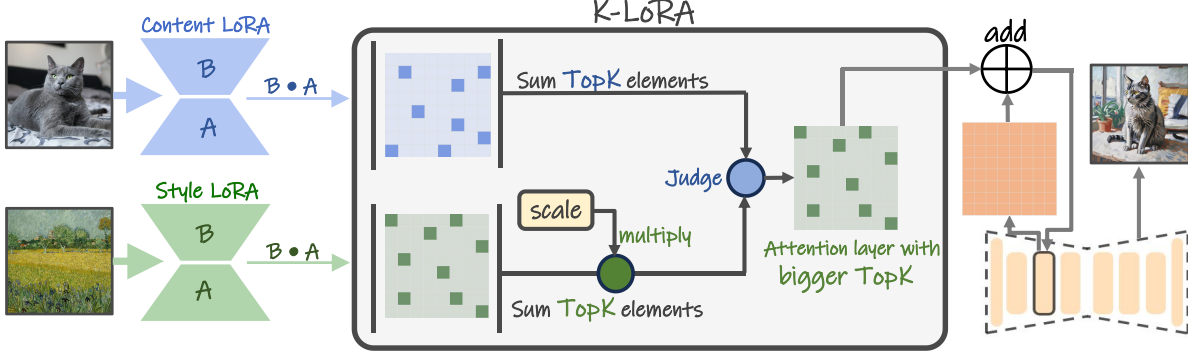 K-LoRA
Content LoRA
B
A
B • A
Sum TopK elements
add
Judge
Style LoRA
B
A
B • A
scale
multiply
Sum TopK elements
Attention layer with
bigger TopK